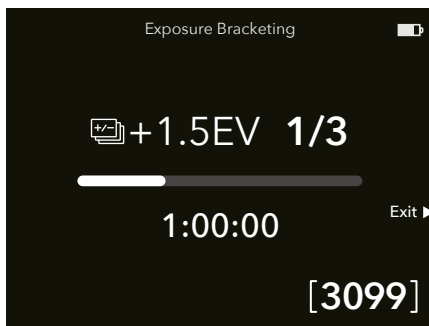 Exposure Bracketing
+/- +1.5EV 1/3
1:00:00
Exit ▶
[3099]